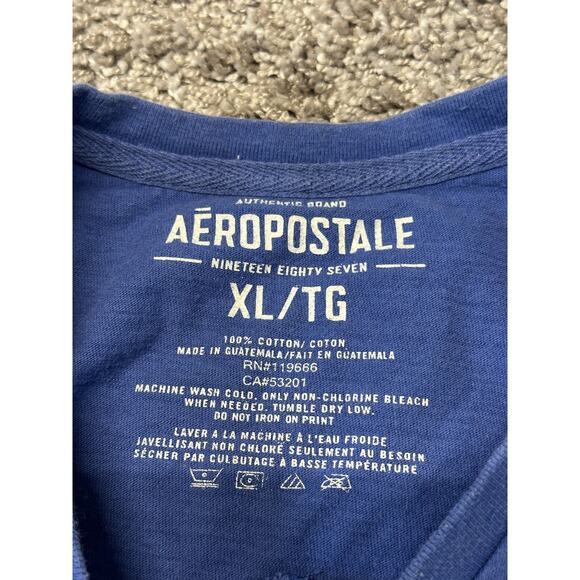 AUTHENTIC BRAND
AÉROPOSTALE
NINETEEN EIGHTY SEVEN
XL/TG
100% COTTON/ COTON
MADE IN GUATEMALA/FAIT EN GUATEMALA
RN#119666
CA#53201
MACHINE WASH COLD. ONLY NON-CHLORINE BLEACH
WHEN NEEDED. TUMBLE DRY LOW.
DO NOT IRON ON PRINT
LAVER A LA MACHINE À L'EAU FROIDE
JAVELLISANT NON CHLORÉ SEULEMENT AU BESOIN
SÉCHER PAR CULBUTAGE À BASSE TEMPÉRATURE